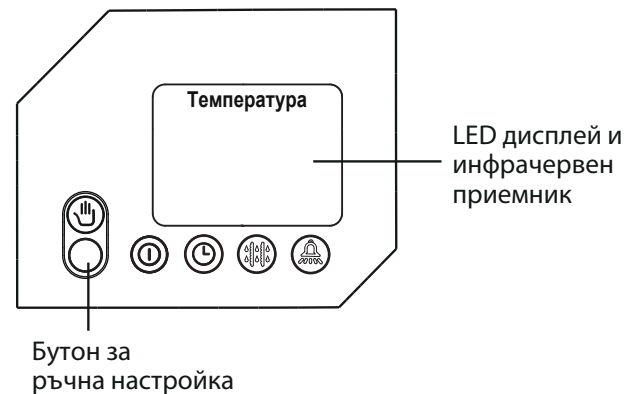 Температура
LED дисплей и
инфрачервен
приемник
Бутон за
ръчна настройка